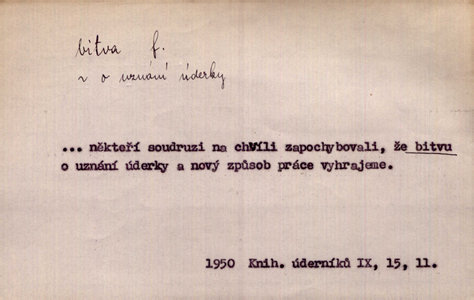 bitva f.
~ o uznání úderky
... někteří soudruzi na chvíli zapochybovali, že bitvu
o uznání úderky a nový způsob práce vyhrajeme.
1950 Knih. úderníků IX, 15, 11.